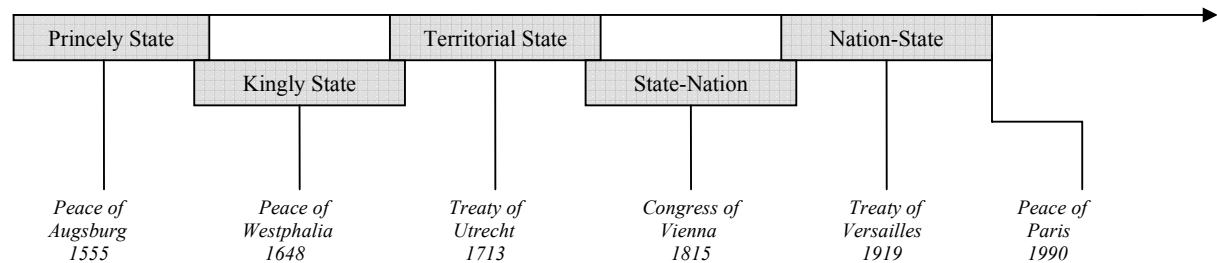 Princely State
Territorial State
Nation-State
Kingly State
State-Nation
Peace of
Augsburg
1555
Peace of
Westphalia
1648
Treaty of
Utrecht
1713
Congress of
Vienna
1815
Treaty of
Versailles
1919
Peace of
Paris
1990